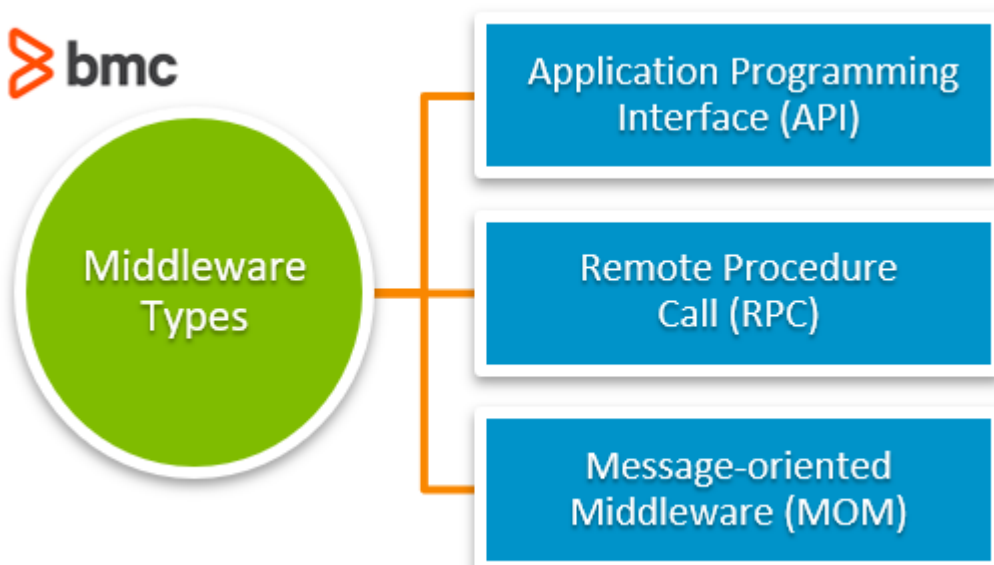 bmc
Middleware
Types
Application Programming
Interface (API)
Remote Procedure
Call (RPC)
Message-oriented
Middleware (MOM)